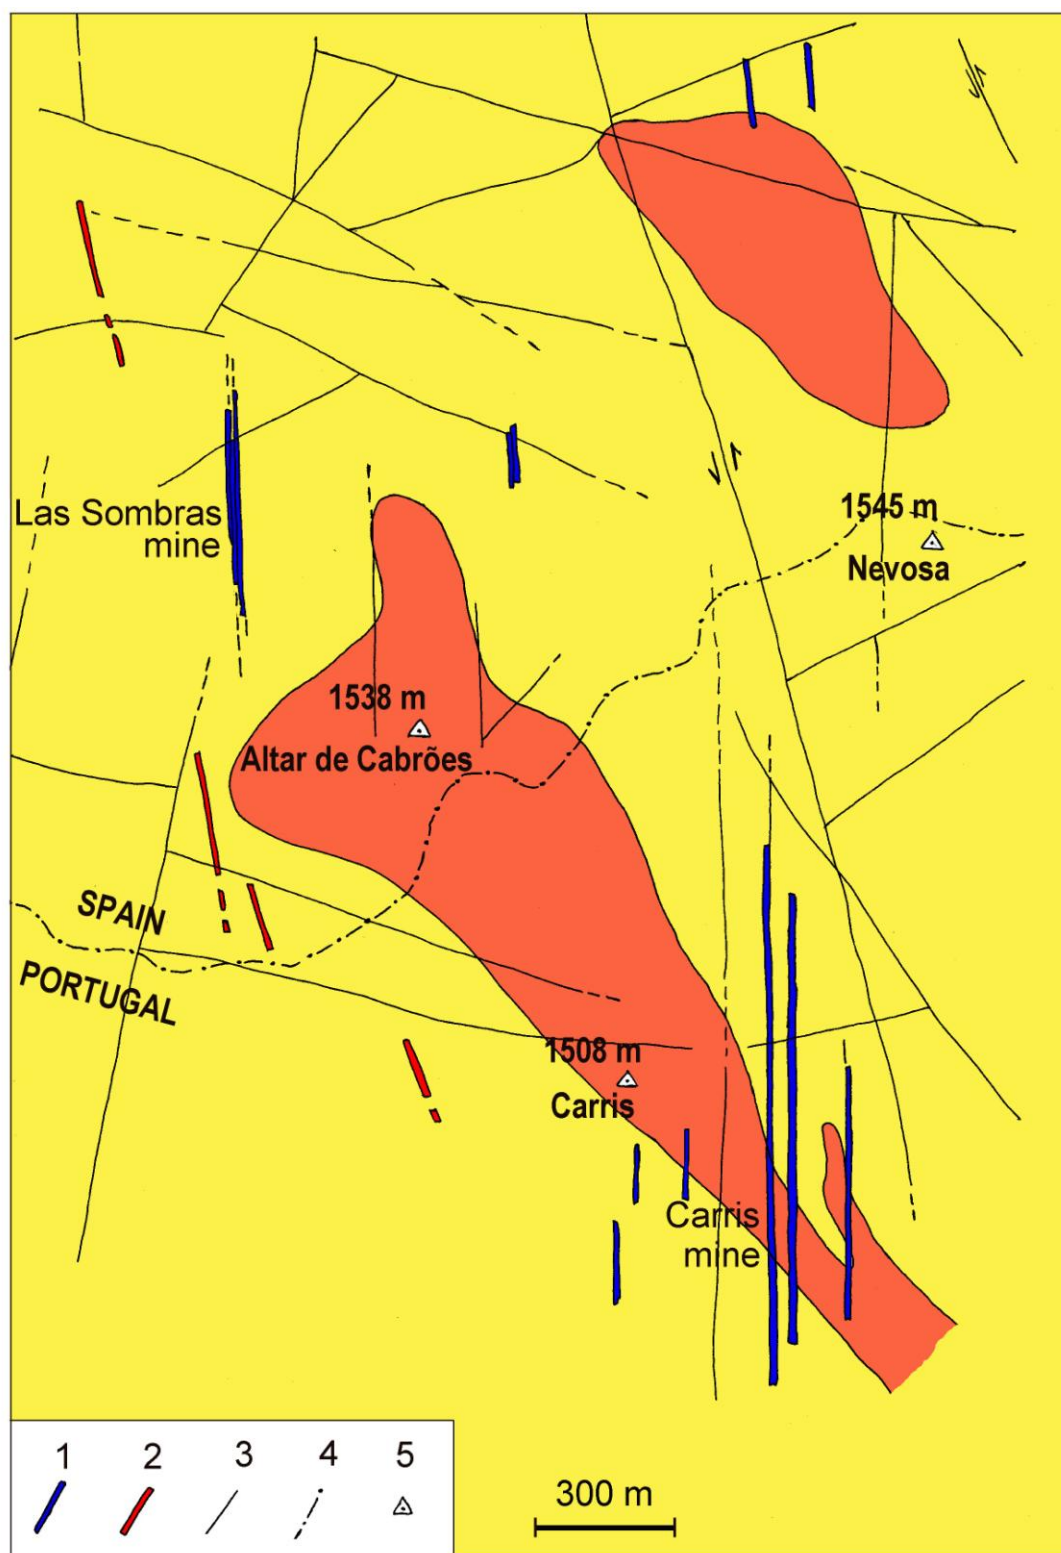 Las Sombras
mine
1545 m
Nevosa
1538 m
Altar de Cabrões
SPAIN
PORTUGAL
1508 m
Carris
Carris
mine
1 2 3 4 5
300 m